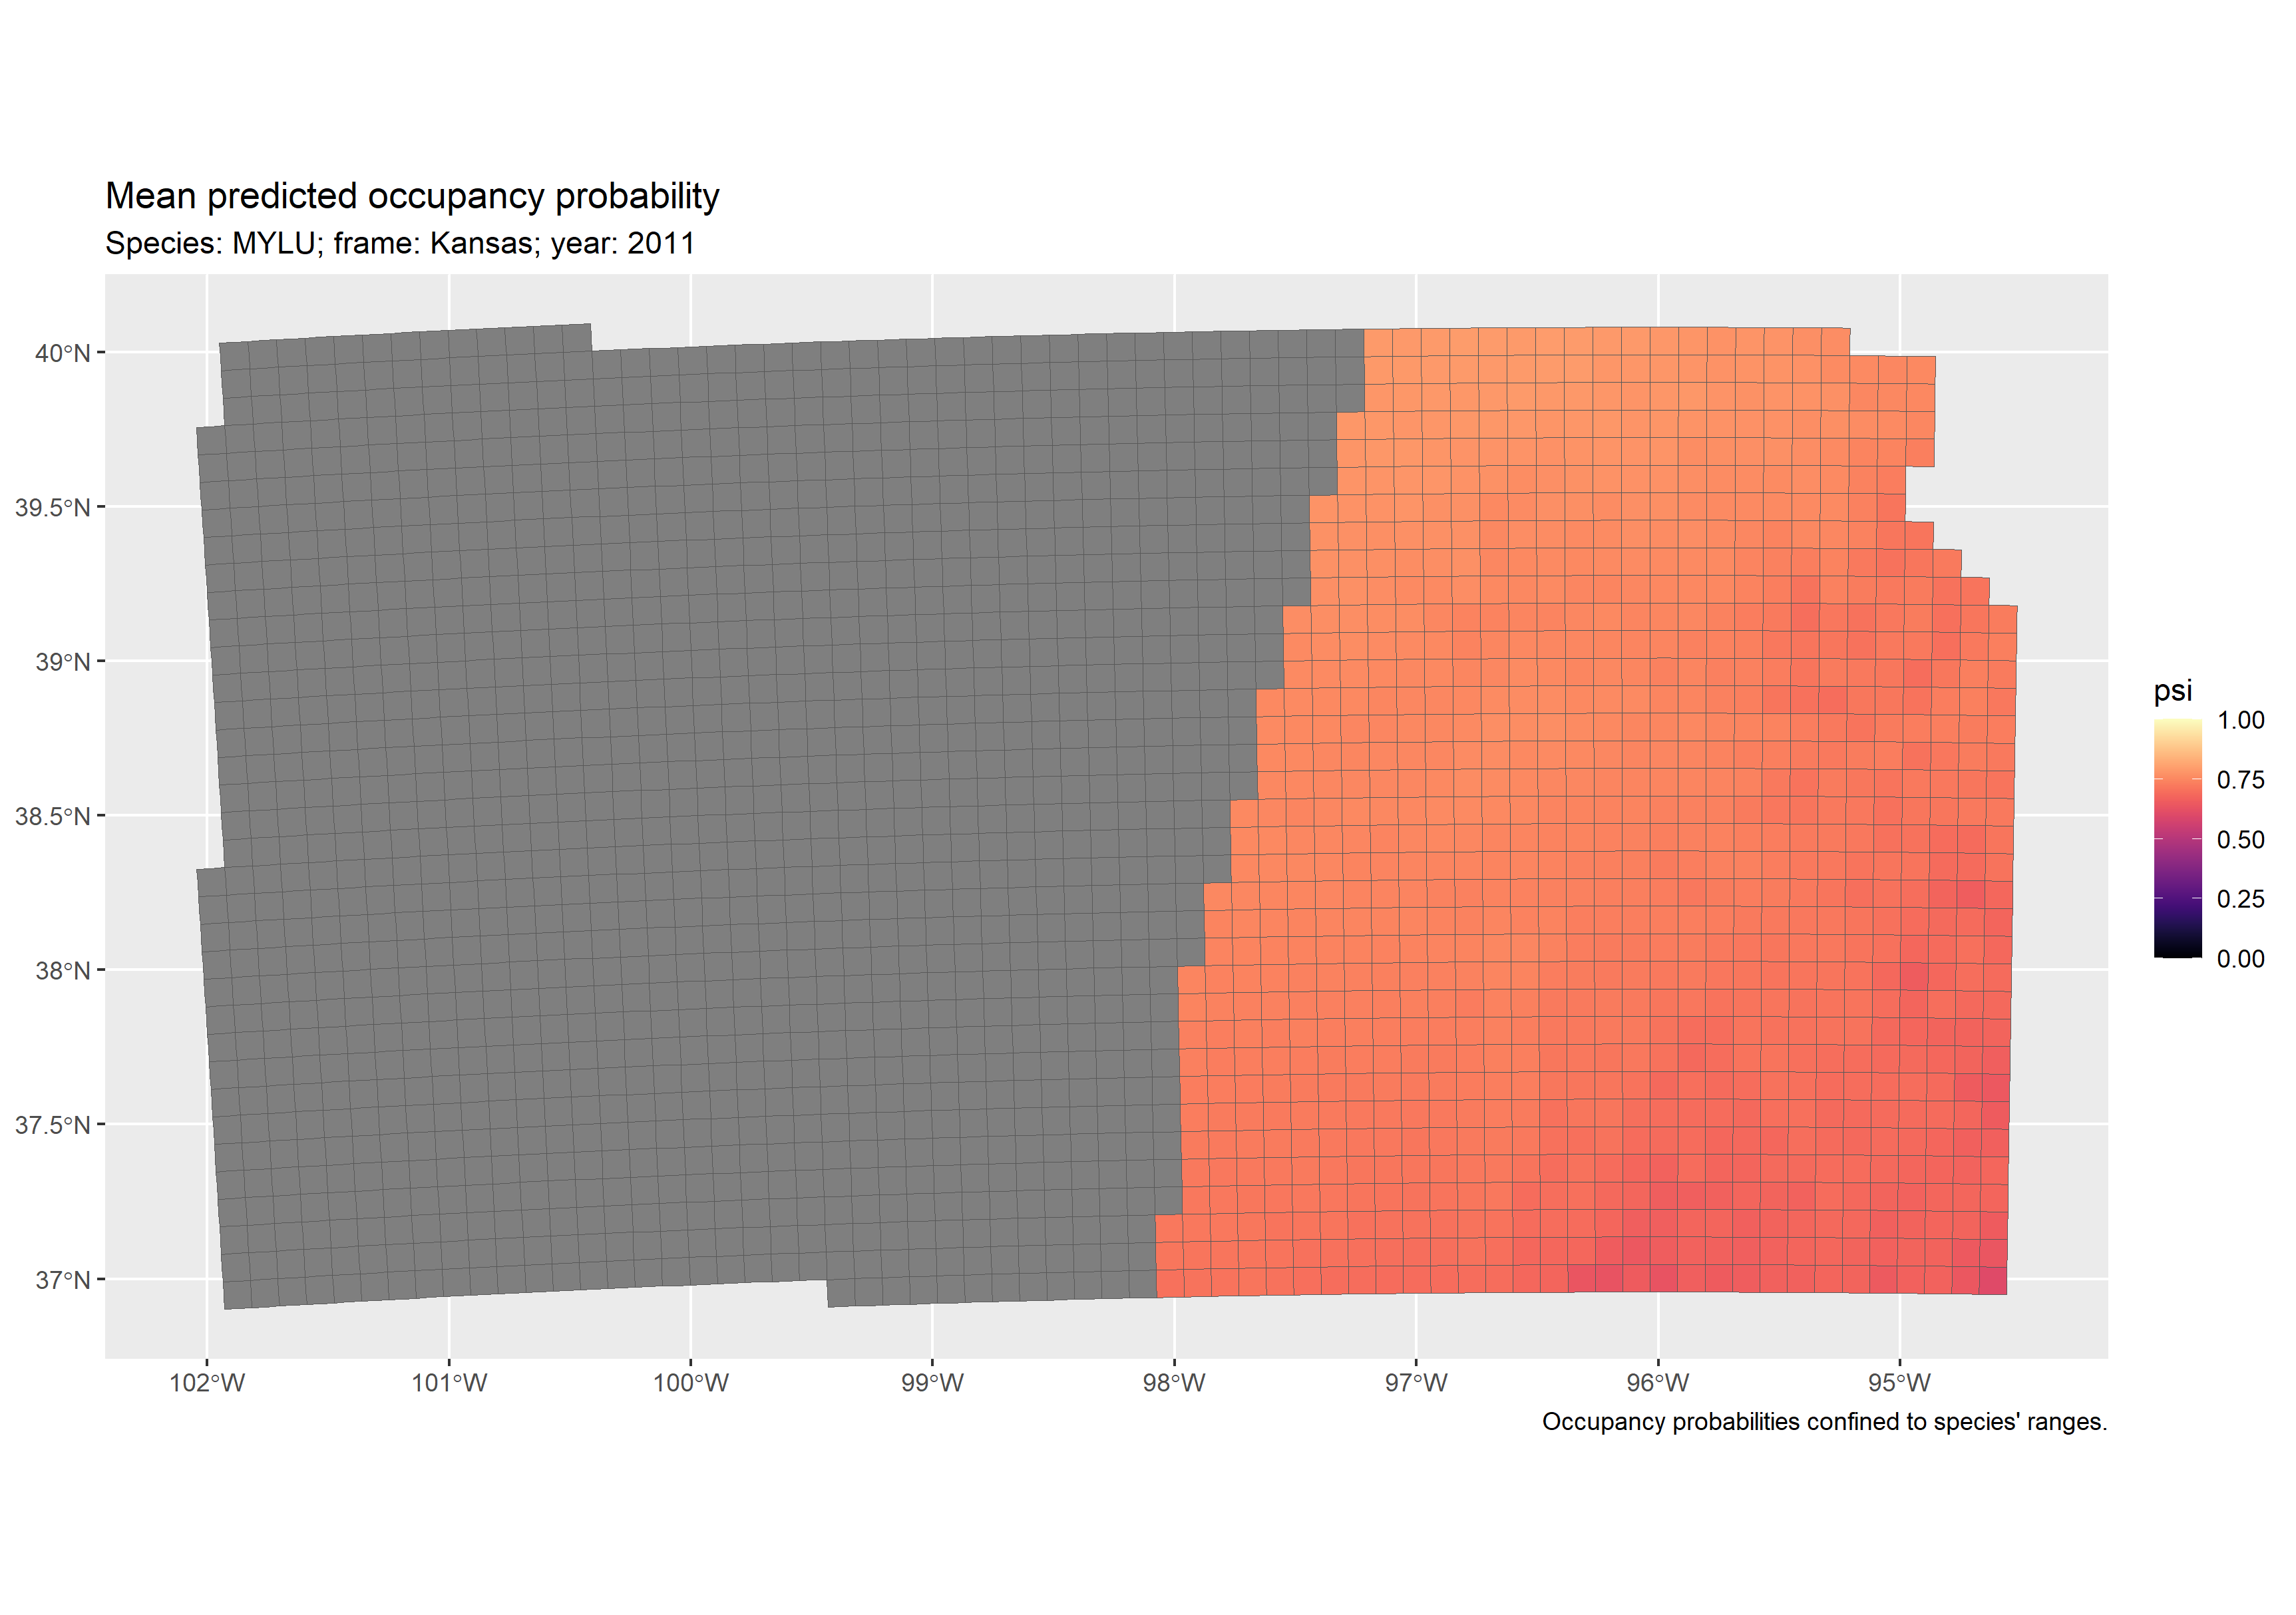 Mean predicted occupancy probability
Species: MYLU; frame: Kansas; year: 2011
40°N
39.5°N
39°N
38.5°N
38°N
37.5°N
37°N
102°W 101°W 100°W 99°W 98°W 97°W 96°W 95°W
psi
1.00
0.75
0.50
0.25
0.00
Occupancy probabilities confined to species' ranges.